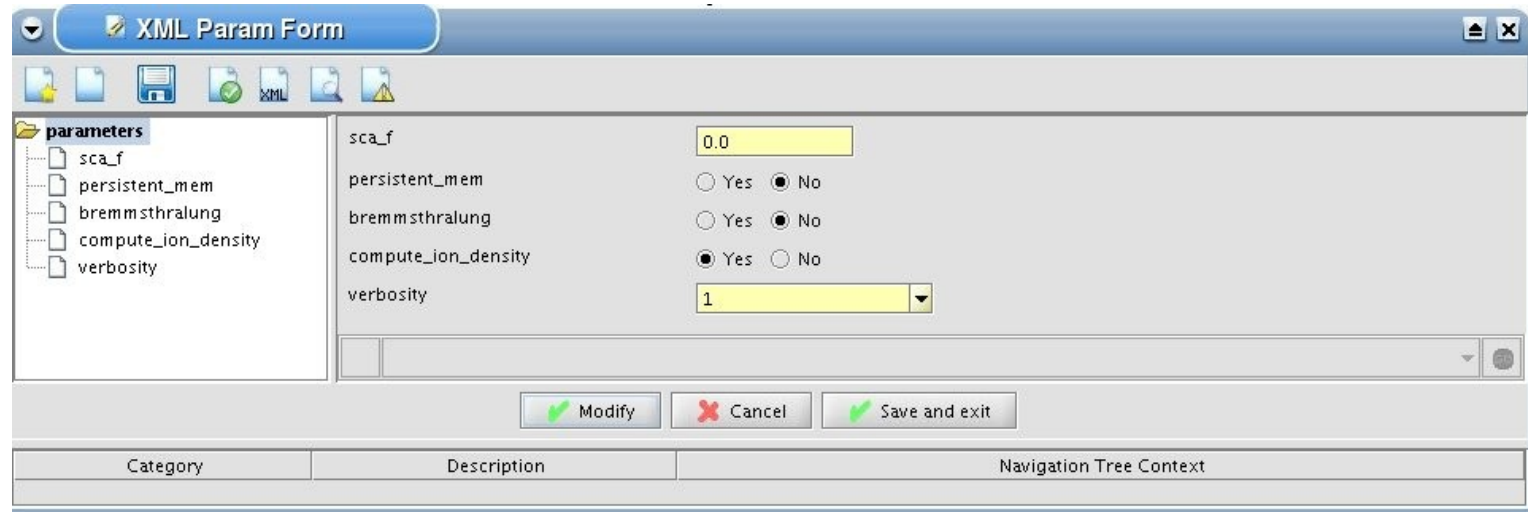 XML Param Form
XML
parameters
sca_f
persistent_mem
bremmsthralung
compute_ion_density
verbosity
sca_f 0.0
persistent_mem Yes No
bremmsthralung Yes No
compute_ion_density Yes No
verbosity 1
Modify Cancel Save and exit
Category Description Navigation Tree Context